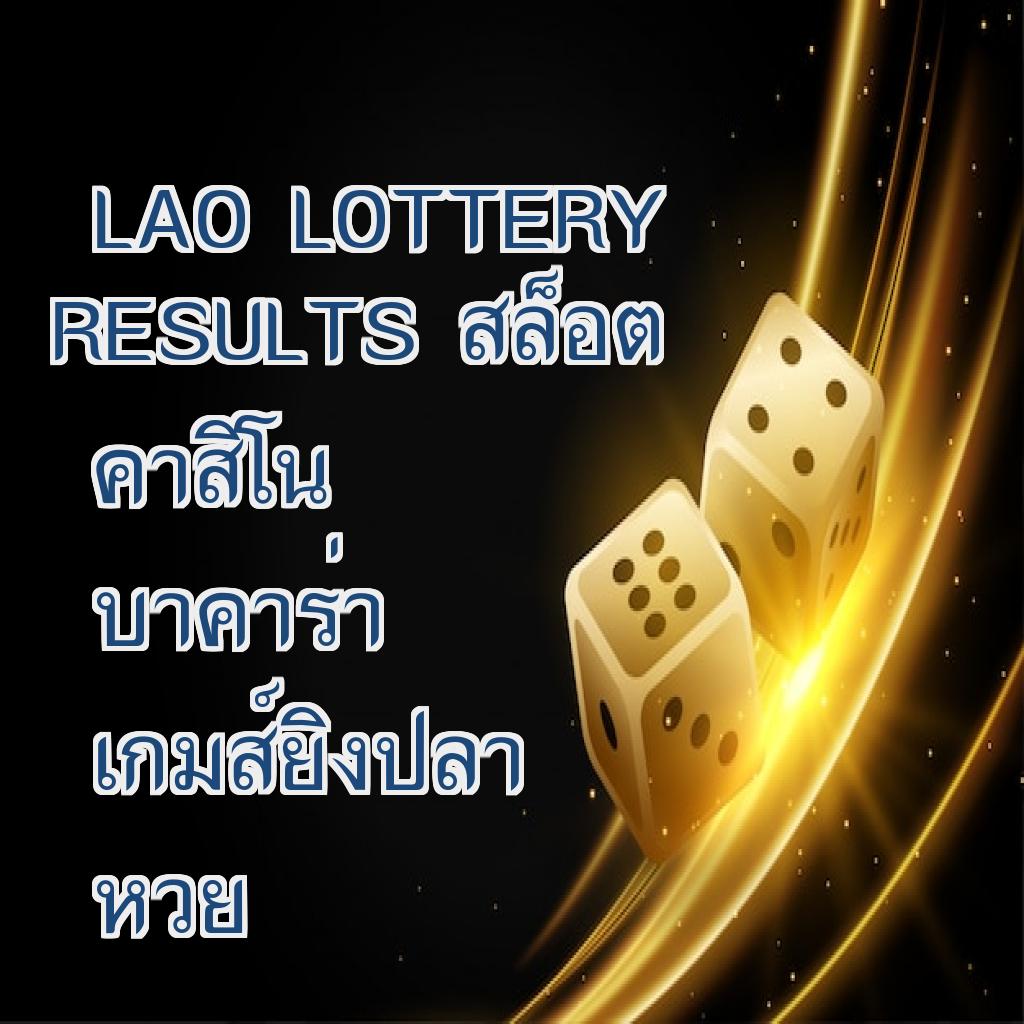 LAO LOTTERY
RESULTS สล็อต
คาสิโน
บาคาร่า
เกมส์ยิงปลา
หวย